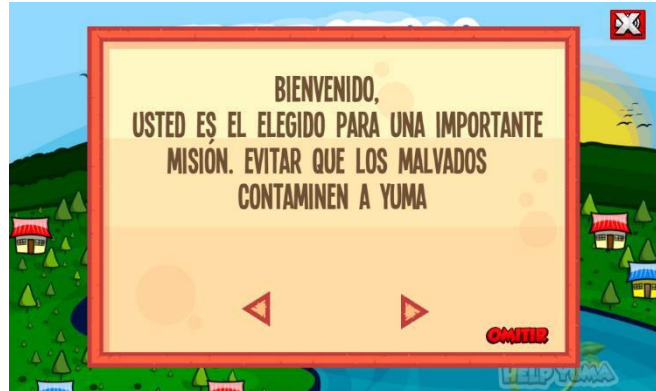 BIENVENIDO,
USTED ES EL ELEGIDO PARA UNA IMPORTANTE
MISIÓN. EVITAR QUE LOS MALVADOS
CONTAMINEN A YUMA
OMITIR
HELP YUMA